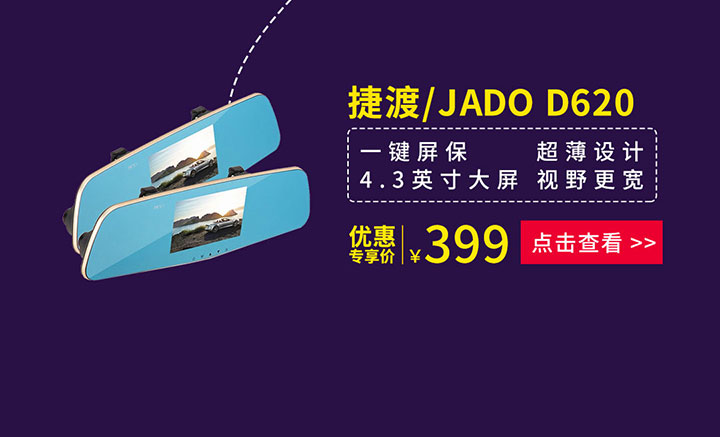 捷渡/JADO D620
一键屏保 超薄设计
4.3英寸大屏 视野更宽
优惠
专享价
¥399
点击查看 >>